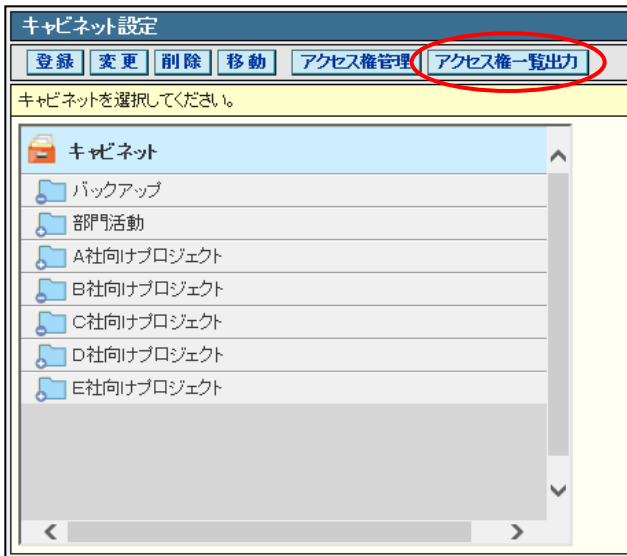 キャビネット設定
登録 変更 削除 移動 アクセス権管理 アクセス権一覧出力
キャビネットを選択してください。
キャビネット
バックアップ
部門活動
A社向けプロジェクト
B社向けプロジェクト
C社向けプロジェクト
D社向けプロジェクト
E社向けプロジェクト